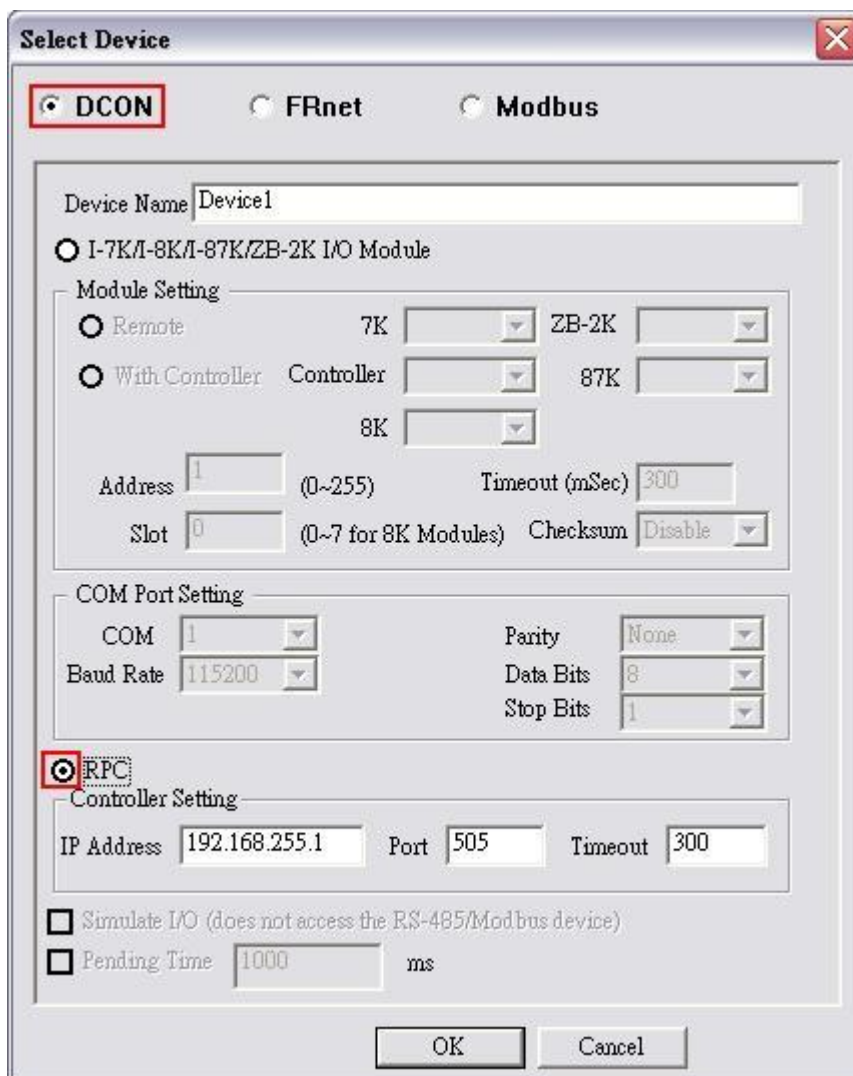 Select Device
DCON FRnet Modbus
Device Name Device1
I-7K/I-8K/I-87K/ZB-2K I/O Module
Module Setting
Remote 7K ZB-2K
With Controller Controller 87K
8K
Address 1 (0~255) Timeout (mSec) 300
Slot 0 (0~7 for 8K Modules) Checksum Disable
COM Port Setting
COM 1 Parity None
Baud Rate 115200 Data Bits 8
Stop Bits 1
RPC
Controller Setting
IP Address 192.168.255.1 Port 505 Timeout 300
Simulate I/O (does not access the RS-485/Modbus device)
Pending Time 1000 ms
OK Cancel